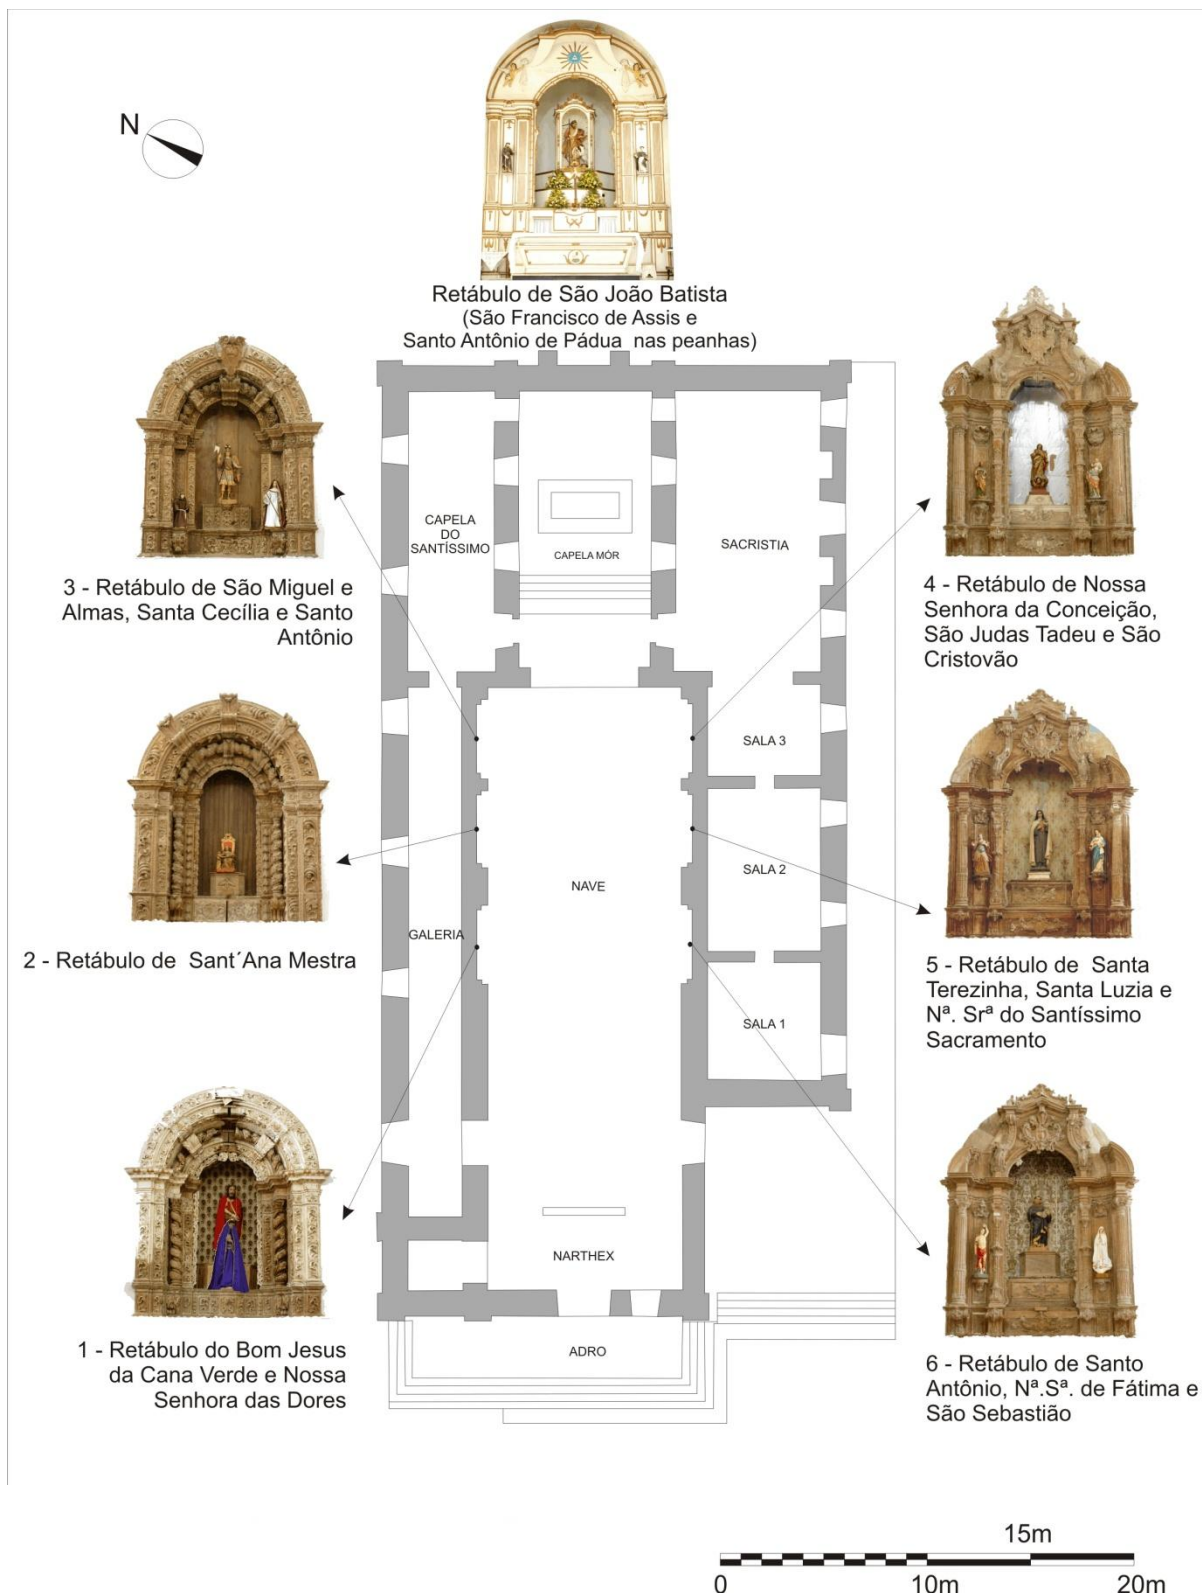 N
Retábulo de São João Batista
(São Francisco de Assis e
Santo Antônio de Pádua nas peanhas)
3 - Retábulo de São Miguel e
Almas, Santa Cecília e Santo
Antônio
CAPELA
DO
SANTÍSSIMO
CAPELA MÓR
SACRISTIA
4 - Retábulo de Nossa
Senhora da Conceição,
São Judas Tadeu e São
Cristovão
SALA 3
2 - Retábulo de Sant´Ana Mestra
GALERIA
NAVE
SALA 2
SALA 1
5 - Retábulo de Santa
Terezinha, Santa Luzia e
Nª. Srª do Santíssimo
Sacramento
1 - Retábulo do Bom Jesus
da Cana Verde e Nossa
Senhora das Dores
NARTHEX
ADRO
6 - Retábulo de Santo
Antônio, Nª.Sª. de Fátima e
São Sebastião
15m
0 10m 20m